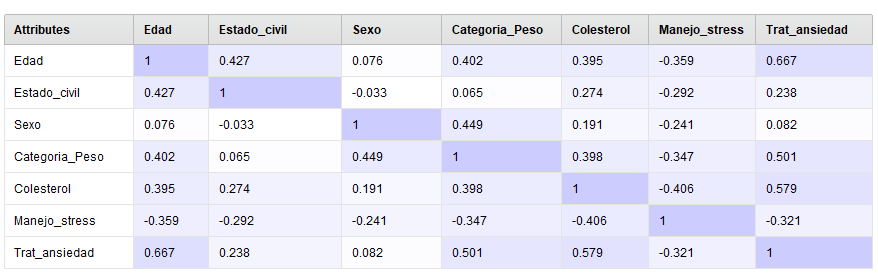 Attributes Edad Estado_civil Sexo Categoria_Peso Colesterol Manejo_stress Trat_ansiedad
Edad 1 0.427 0.076 0.402 0.395 -0.359 0.667
Estado_civil 0.427 1 -0.033 0.065 0.274 -0.292 0.238
Sexo 0.076 -0.033 1 0.449 0.191 -0.241 0.082
Categoria_Peso 0.402 0.065 0.449 1 0.398 -0.347 0.501
Colesterol 0.395 0.274 0.191 0.398 1 -0.406 0.579
Manejo_stress -0.359 -0.292 -0.241 -0.347 -0.406 1 -0.321
Trat_ansiedad 0.667 0.238 0.082 0.501 0.579 -0.321 1